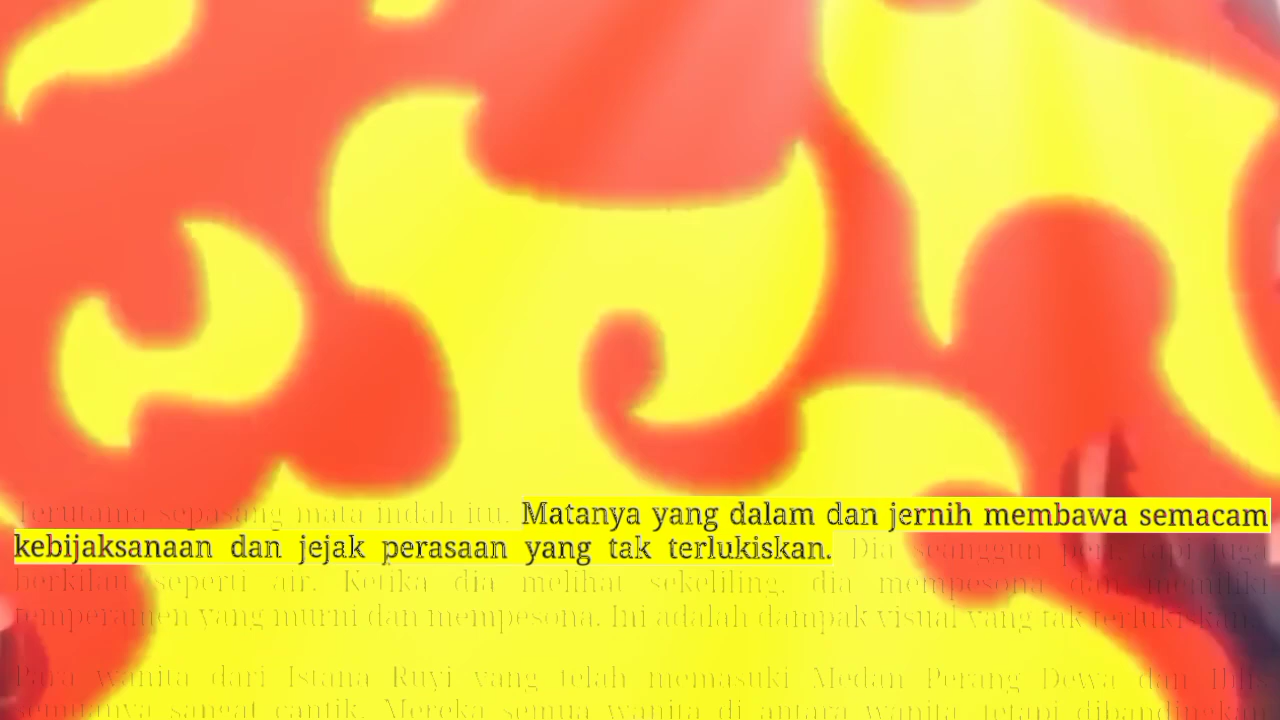 Terutama sepasang mata indah itu. Matanya yang dalam dan jernih membawa semacam
kebijaksanaan dan jejak perasaan yang tak terlukiskan. Dia seanggun peri, tapi juga
berkilau seperti air. Ketika dia melihat sekeliling, dia mempesona dan memiliki
temperamen yang murni dan mempesona. Ini adalah dampak visual yang tak terlukiskan.
Para wanita dari Istana Ruyi yang telah memasuki Medan Perang Dewa dan Iblis
semuanya sangat cantik. Mereka semua wanita di antara wanita, tetapi dibandingkan